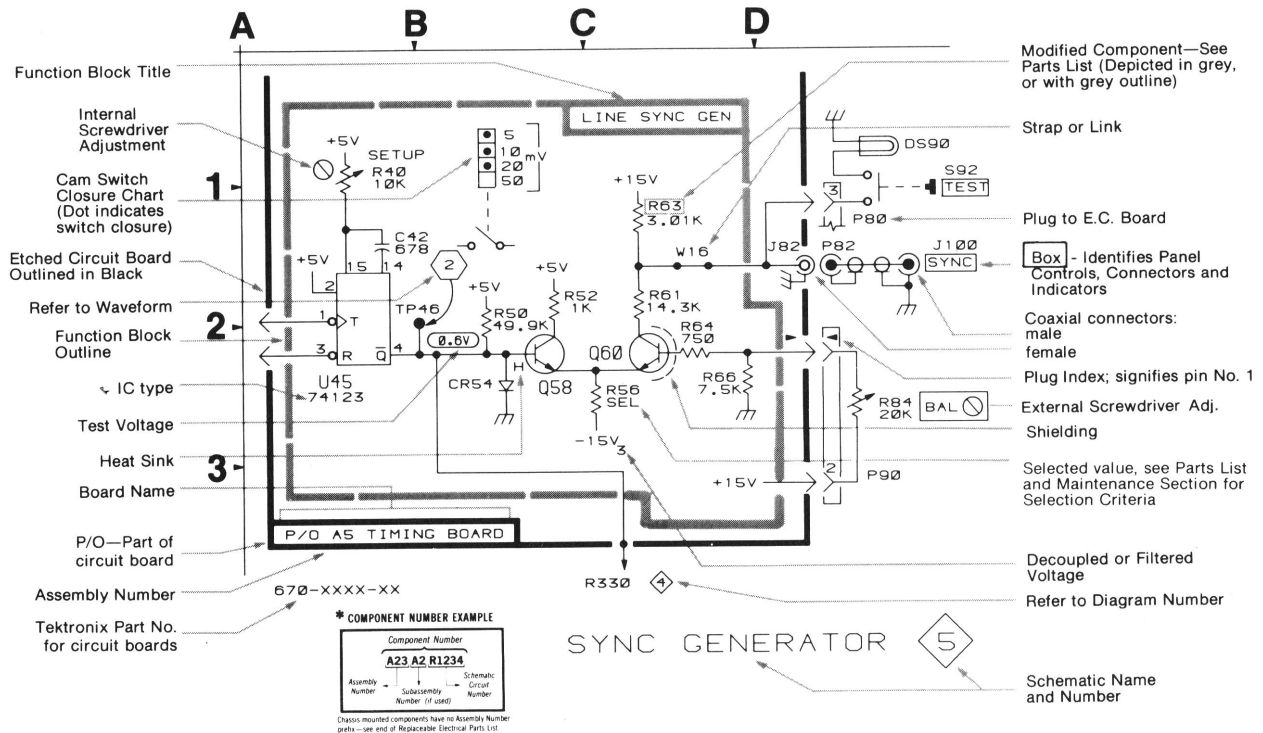 A
B
C
D
Function Block Title
Internal
Screwdriver
Adjustment
Cam Switch
Closure Chart
(Dot indicates
switch closure)
Etched Circuit Board
Outlined in Black
Refer to Waveform
Function Block
Outline
IC type
Test Voltage
Heat Sink
Board Name
P/O—Part of
circuit board
Assembly Number
Tektronix Part No.
for circuit boards
1
2
3
LINE SYNC GEN
+5V
SETUP
R40
10K
5
10
20
50
mV
C42
678
+5V
15
14
2
1
T
3
R
Q̅
4
U45
74123
2
TP46
0.6V
+5V
R50
49.9K
CR54
H
+5V
R52
1K
Q58
+15V
R63
3.01K
W16
R61
14.3K
Q60
R64
750
R56
SEL
-15V3
R66
7.5K
+15V
DS90
S92
TEST
3
P80
J82
P82
J100
SYNC
R84
20K
BAL
2
P90
P/O A5 TIMING BOARD
670-XXXX-XX
R330
4
SYNC GENERATOR
5
Modified Component—See
Parts List (Depicted in grey,
or with grey outline)
Strap or Link
Plug to E.C. Board
Box - Identifies Panel
Controls, Connectors and
Indicators
Coaxial connectors:
male
female
Plug Index; signifies pin No. 1
External Screwdriver Adj.
Shielding
Selected value, see Parts List
and Maintenance Section for
Selection Criteria
Decoupled or Filtered
Voltage
Refer to Diagram Number
Schematic Name
and Number
* COMPONENT NUMBER EXAMPLE
Component Number
A23 A2 R1234
Assembly
Number
Subassembly
Number (if used)
Schematic
Circuit
Number
Chassis-mounted components have no Assembly Number
prefix—see end of Replaceable Electrical Parts List